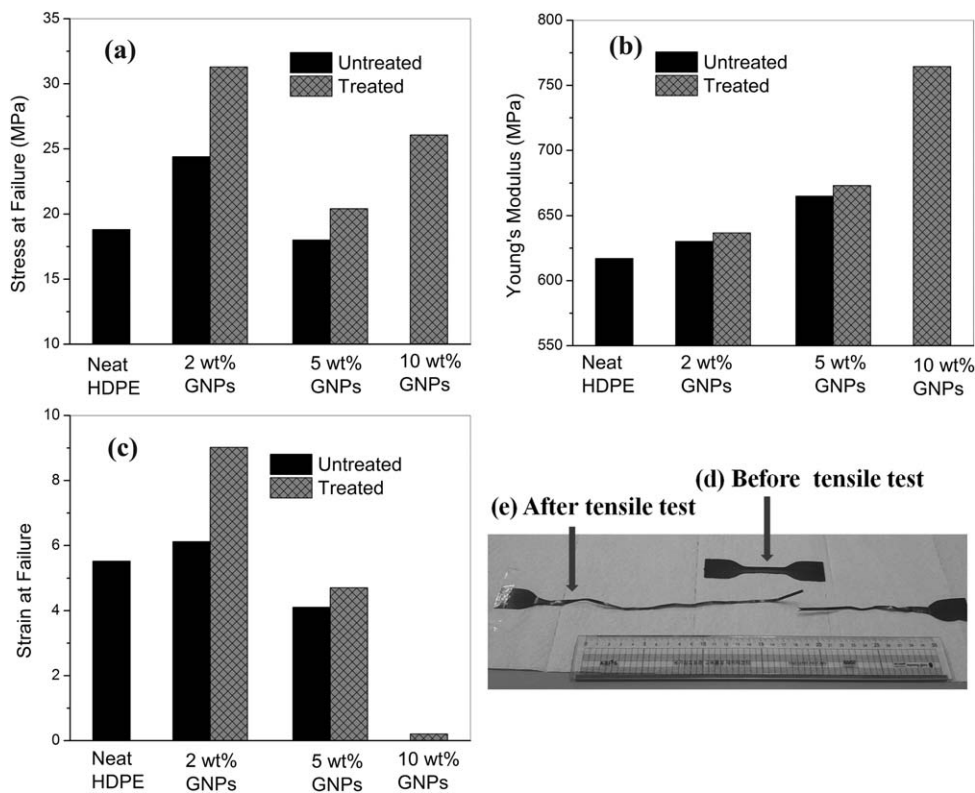 (a)
Untreated
Treated
Stress at Failure (MPa)
35
30
25
20
15
10
Neat
HDPE
2 wt%
GNPs
5 wt%
GNPs
10 wt%
GNPs
(b)
Untreated
Treated
Young's Modulus (MPa)
800
750
700
650
600
550
Neat
HDPE
2 wt%
GNPs
5 wt%
GNPs
10 wt%
GNPs
(c)
Untreated
Treated
Strain at Failure
10
8
6
4
2
0
Neat
HDPE
2 wt%
GNPs
5 wt%
GNPs
10 wt%
GNPs
(d) Before tensile test
(e) After tensile test